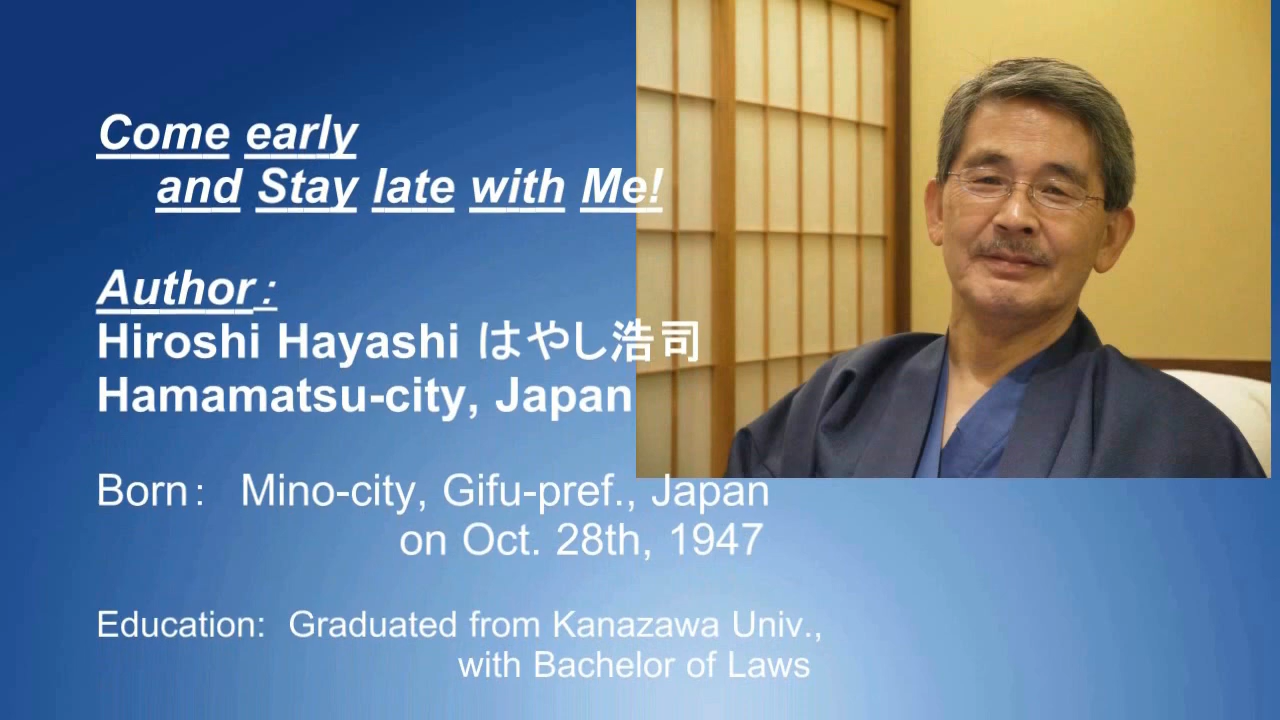 Come early
and Stay late with Me!
Author：
Hiroshi Hayashi はやし浩司
Hamamatsu-city, Japan
Born： Mino-city, Gifu-pref., Japan
on Oct. 28th, 1947
Education: Graduated from Kanazawa Univ.,
with Bachelor of Laws